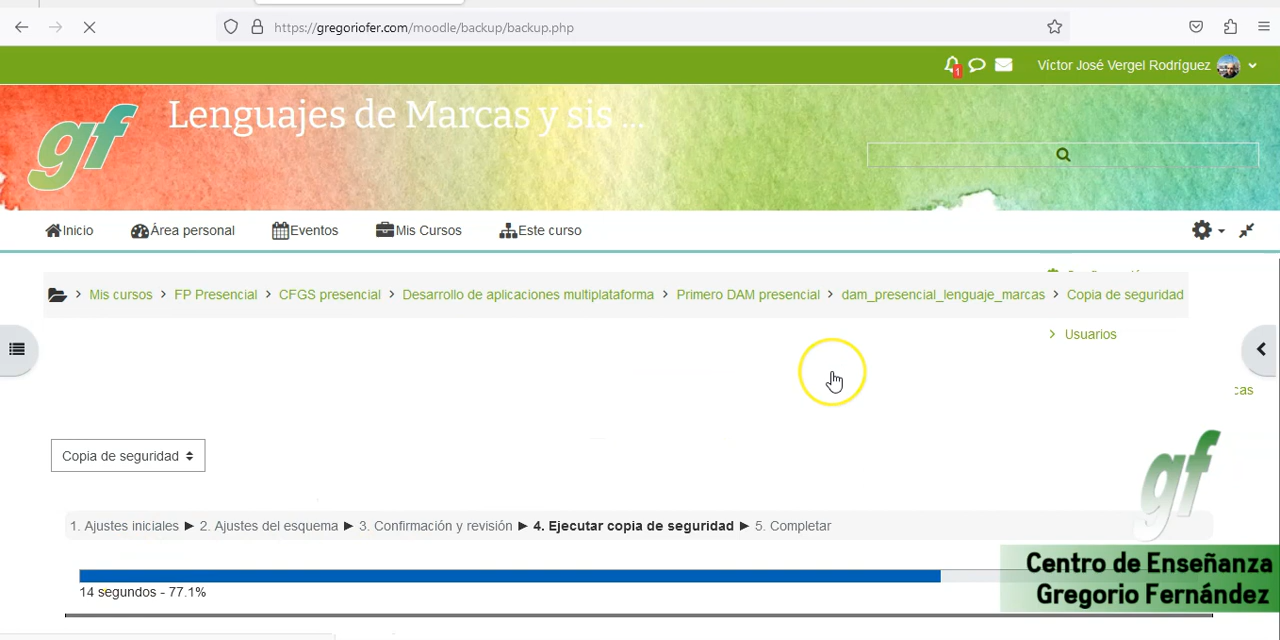 https://gregoriofer.com/moodle/backup/backup.php
1
Víctor José Vergel Rodríguez
gf
Lenguajes de Marcas y sis ...
Inicio
Área personal
Eventos
Mis Cursos
Este curso
Mis cursos
FP Presencial
CFGS presencial
Desarrollo de aplicaciones multiplataforma
Primero DAM presencial
dam_presencial_lenguaje_marcas
Copia de seguridad
Usuarios
cas
Copia de seguridad
gf
1. Ajustes iniciales ► 2. Ajustes del esquema ► 3. Confirmación y revisión ► 4. Ejecutar copia de seguridad ► 5. Completar
14 segundos - 77.1%
Centro de Enseñanza
Gregorio Fernández